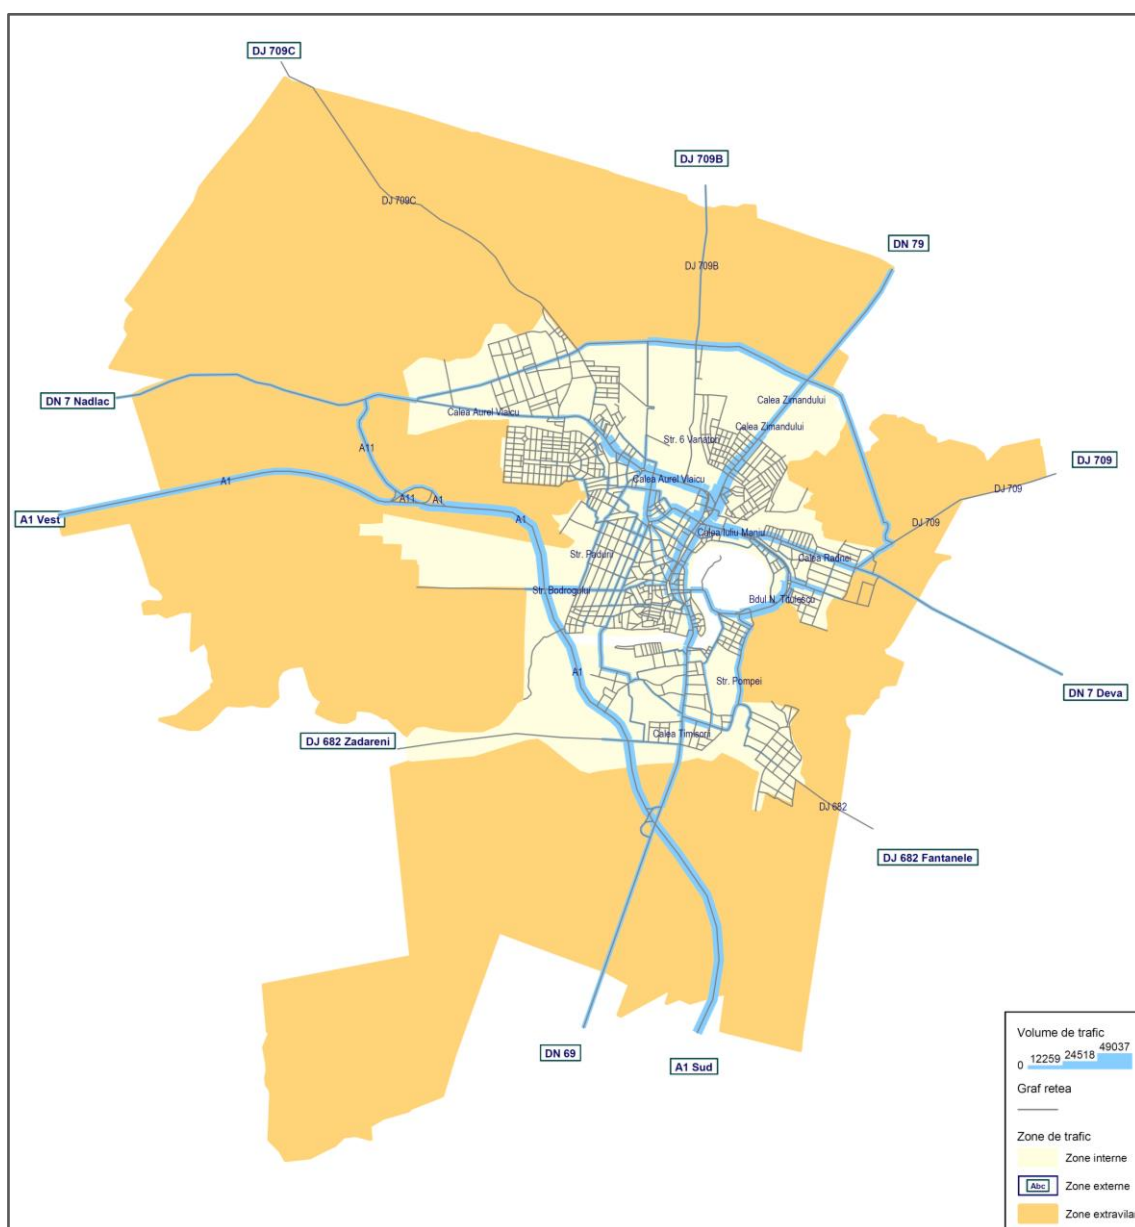 DJ 709C
DJ 709B
DJ 709C
DN 79
DJ 709B
DN 7 Nadlac
Calea Zimandului
Calea Aurel Vlaicu
Calea Zimandului
Str. 6 Vanatori
A11
DJ 709
Calea Aurel Vlaicu
A1
DJ 709
A11
A1
A1 Vest
A1
DJ 709
Calea Iuliu Maniu
Str. Padurii
Calea Radnei
Str. Bodrogului
Bdul N. Titulescu
A1
Str. Pompei
DN 7 Deva
Calea Timisorii
DJ 682 Zadareni
DJ 682
DJ 682 Fantanele
DN 69
A1 Sud
Volume de trafic
0 12259 24518 49037
Graf retea
Zone de trafic
Zone interne
Abc Zone externe
Zone extravilan